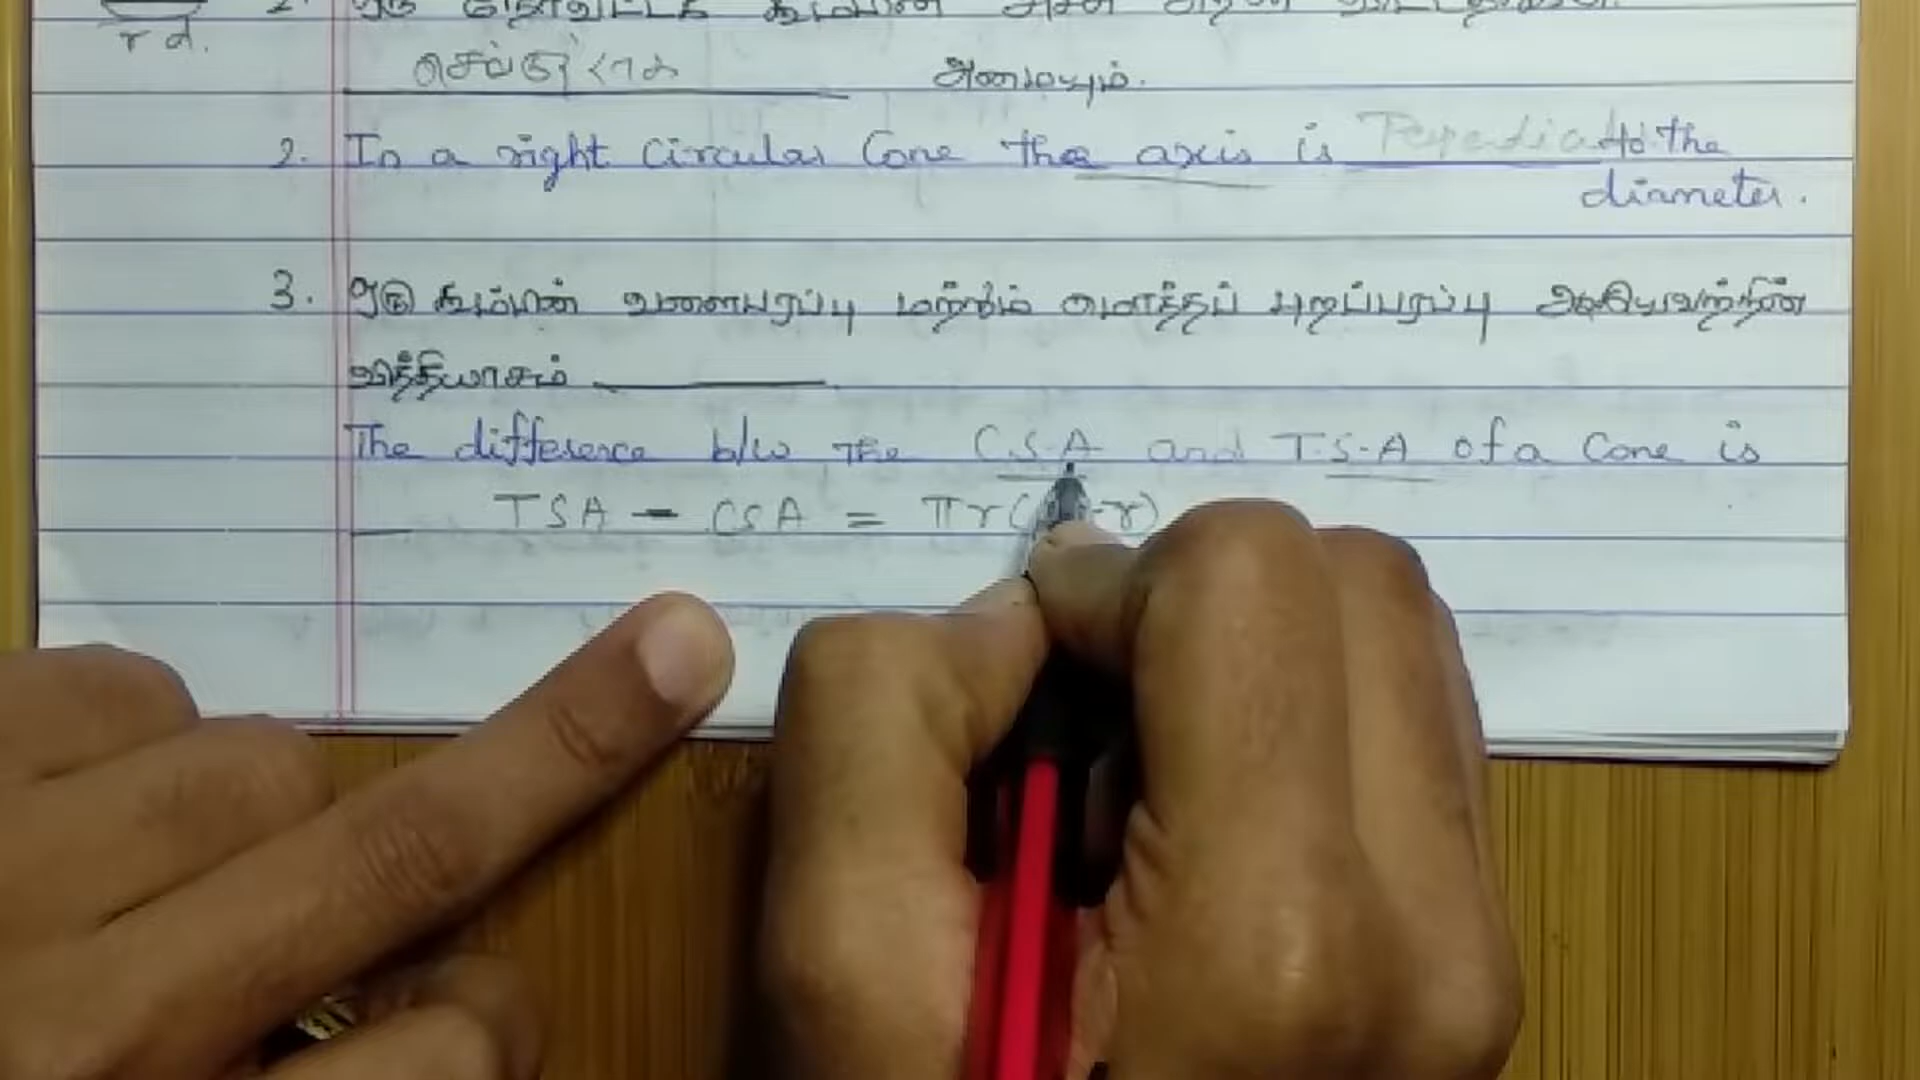 r d.
செங்குத்தாக அமையும்.
2. In a right Circular Cone the axis is to the
diameter.
3. ஒரு கூம்பின் வளைபரப்பு மற்றும் மொத்தப் புறப்பரப்பு ஆகியவற்றின்
வித்தியாசம்
The difference b/w the C.S.A and T.S.A of a Cone is
TSA - CSA = πr( -r)